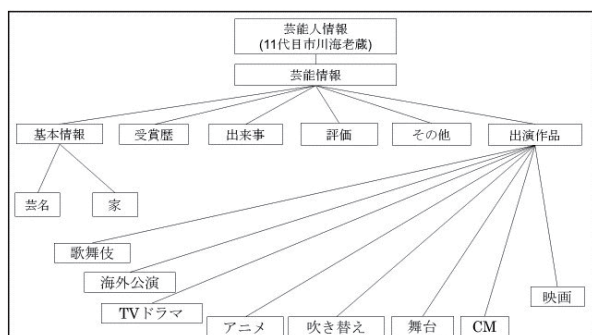 芸能人情報
(11代目市川海老蔵)
芸能情報
基本情報
受賞歴
出来事
評価
その他
出演作品
芸名
家
歌舞伎
海外公演
TVドラマ
アニメ
吹き替え
舞台
CM
映画